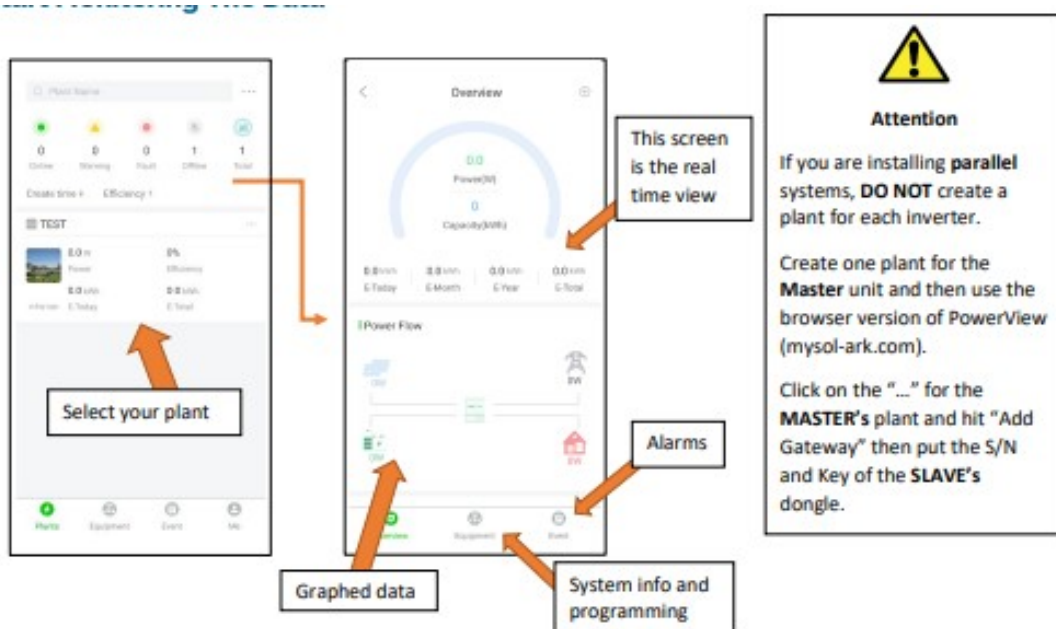 Plant Name
...
0
0
0
1
1
Online
Warning
Fault
Offline
Total
Create time
Efficiency ↑
TEST
...
0.0 W
Power
0%
Efficiency
0.0 kWh
E-Today
0.0 kWh
E-Total
Select your plant
Plants
Equipment
Event
Me
Overview
0.0
Power(W)
0
Capacity(kWh)
0.0 kWh
0.0 kWh
0.0 kWh
0.0 kWh
E-Today
E-Month
E-Year
E-Total
This screen
is the real
time view
Power Flow
0W
0W
0W
0W
Alarms
Equipment
Event
Graphed data
System info and
programming
Attention
If you are installing parallel
systems, DO NOT create a
plant for each inverter.
Create one plant for the
Master unit and then use the
browser version of PowerView
(mysol-ark.com).
Click on the “...” for the
MASTER’s plant and hit “Add
Gateway” then put the S/N
and Key of the SLAVE’s
dongle.